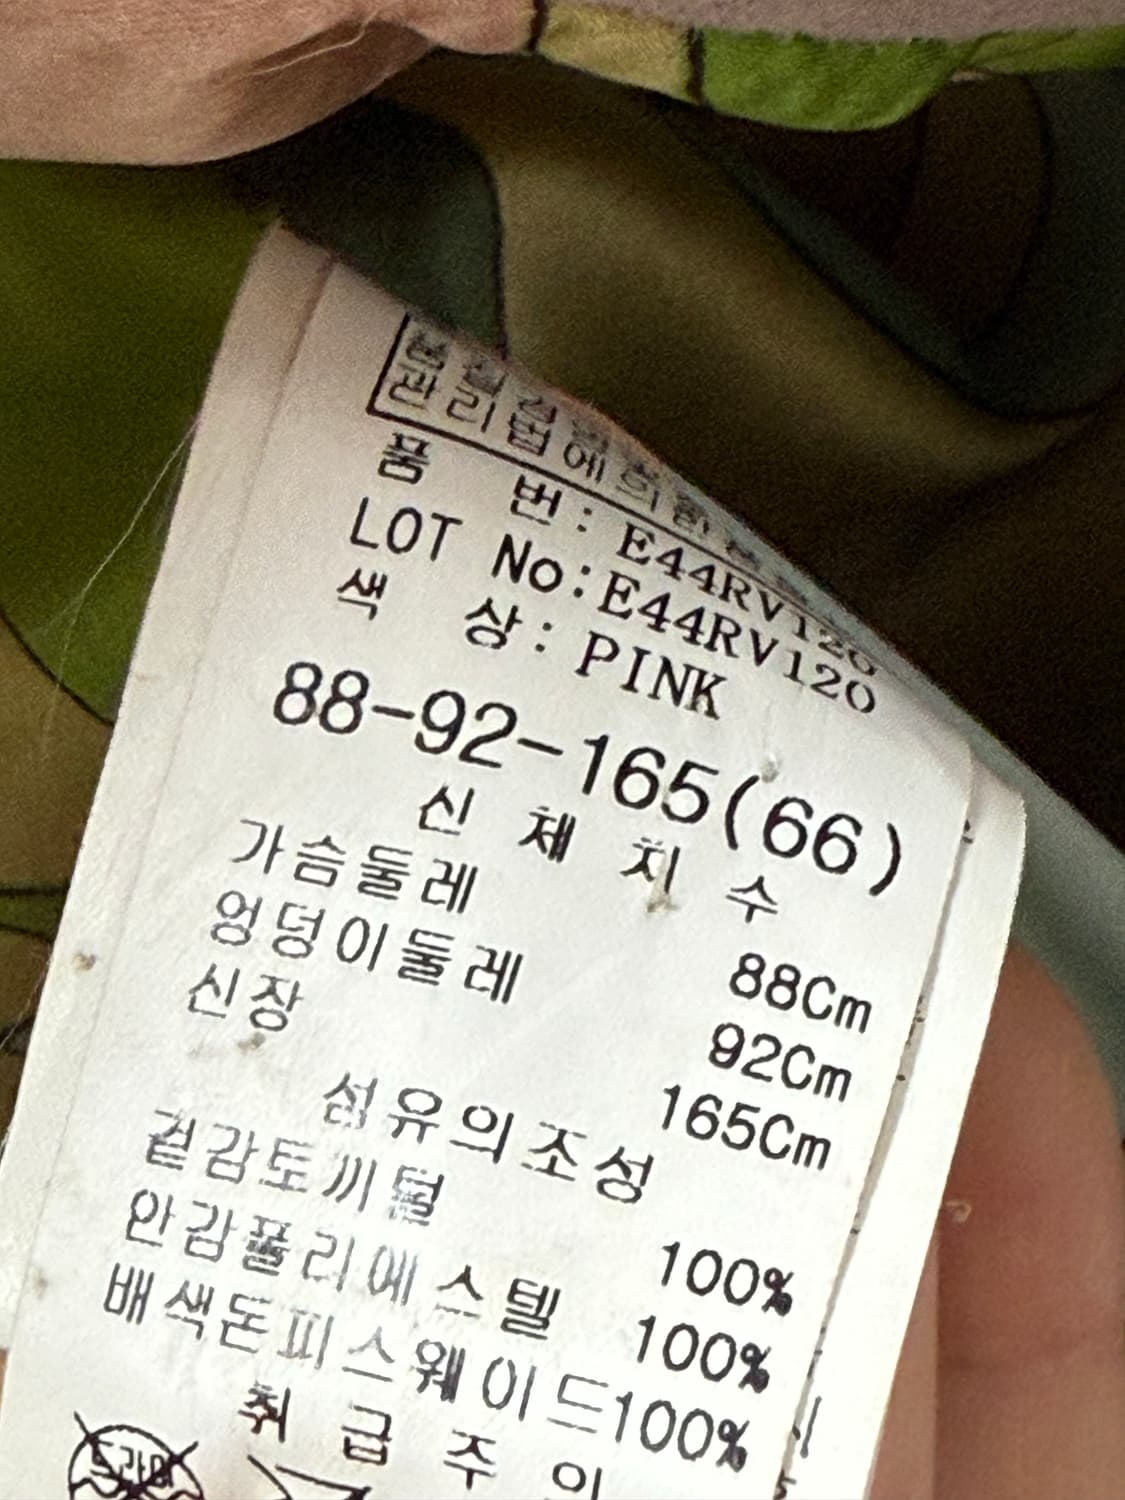 관리법에의한
품 번: E44RV120
LOT No:E44RV120
색 상: PINK
88-92-165(66)
신 체 치 수
가슴둘레 88Cm
엉덩이둘레 92Cm
신장 165Cm
섬유의조성
겉감토끼털 100%
안감폴리에스텔 100%
배색돈피스웨이드100%
취 급 주 의
드라이